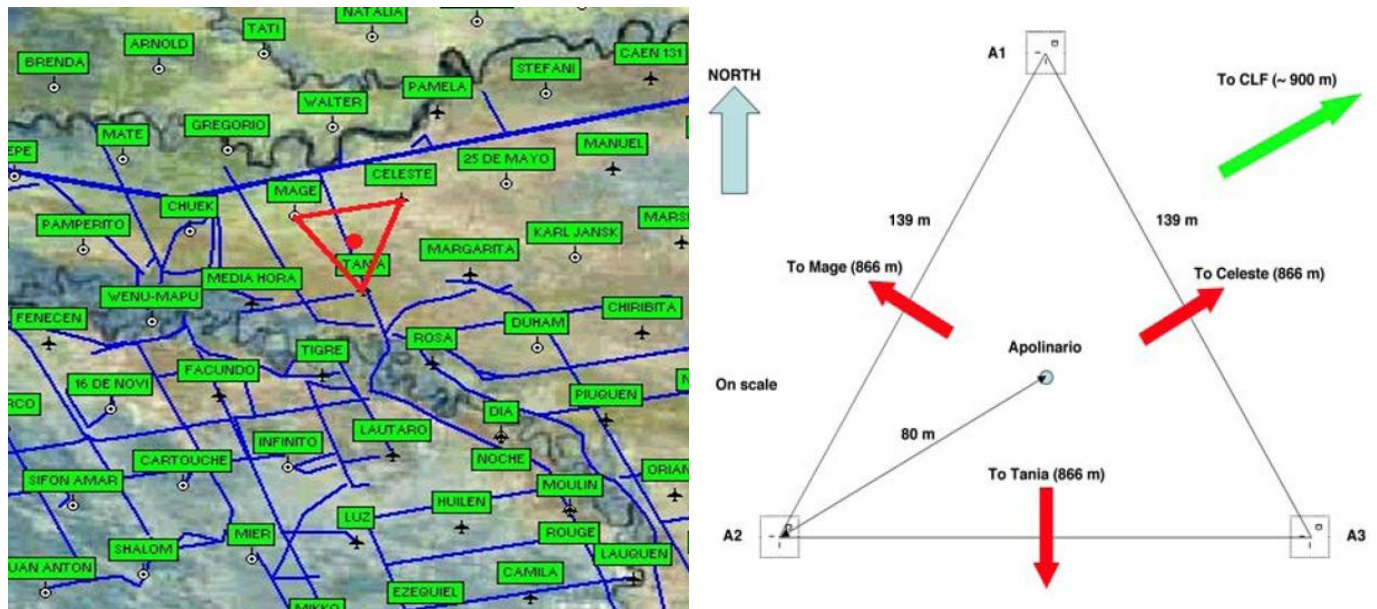 NATALIA
TATI
ARNOLD
CAEN 131
BRENDA
STEFANI
PAMELA
WALTER
GREGORIO
MATE
MANUEL
25 DE MAYO
CELESTE
MAGE
CHUEK
PAMPERITO
KARL JANSK
MARGARITA
TANIA
MEDIA HORA
WENU-MAPU
CHIRIBITA
FENECEN
DUHAM
ROSA
TIGRE
FACUNDO
16 DE NOVI
PIUQUEN
DIA
LAUTARO
INFINITO
NOCHE
CARTOUCHE
SIFON AMAR
MOULIN
HUILEN
LUZ
MIER
ROUGE
SHALOM
LAUQUEN
CAMILA
EZEQUIEL
MIKKO
A1
NORTH
To CLF (~ 900 m)
139 m
139 m
To Mage (866 m)
To Celeste (866 m)
Apolinario
On scale
80 m
To Tania (866 m)
A2
A3